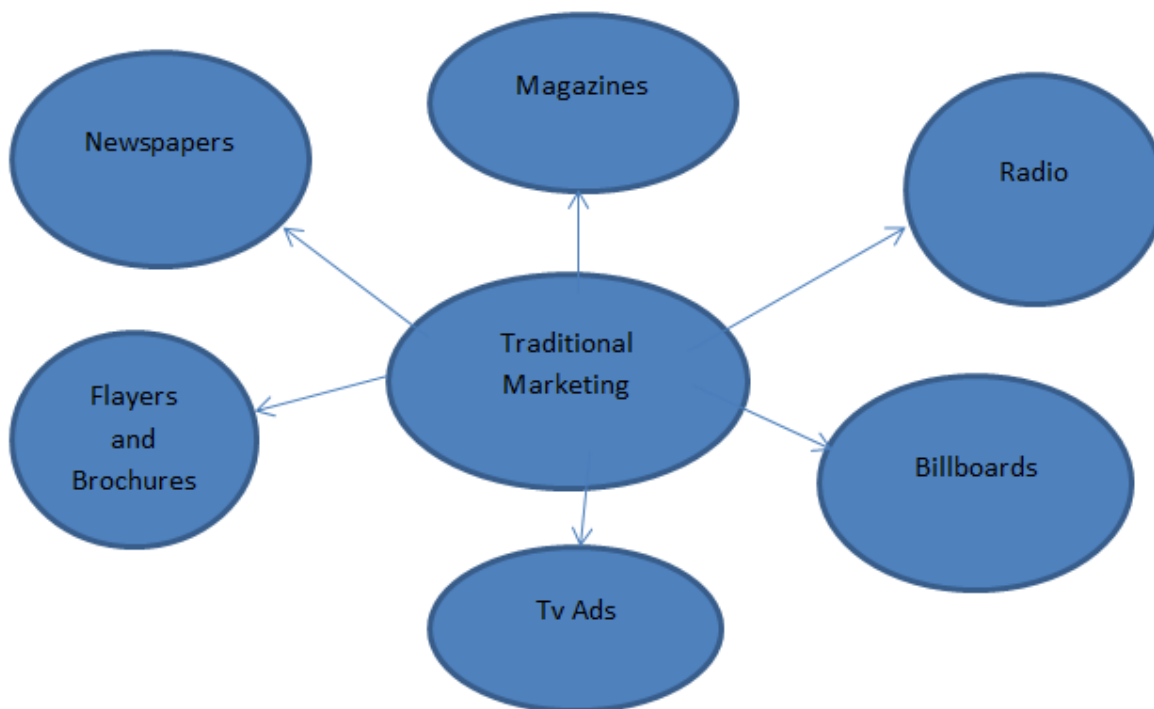 Magazines
Newspapers
Radio
Traditional
Marketing
Flayers
and
Brochures
Billboards
Tv Ads